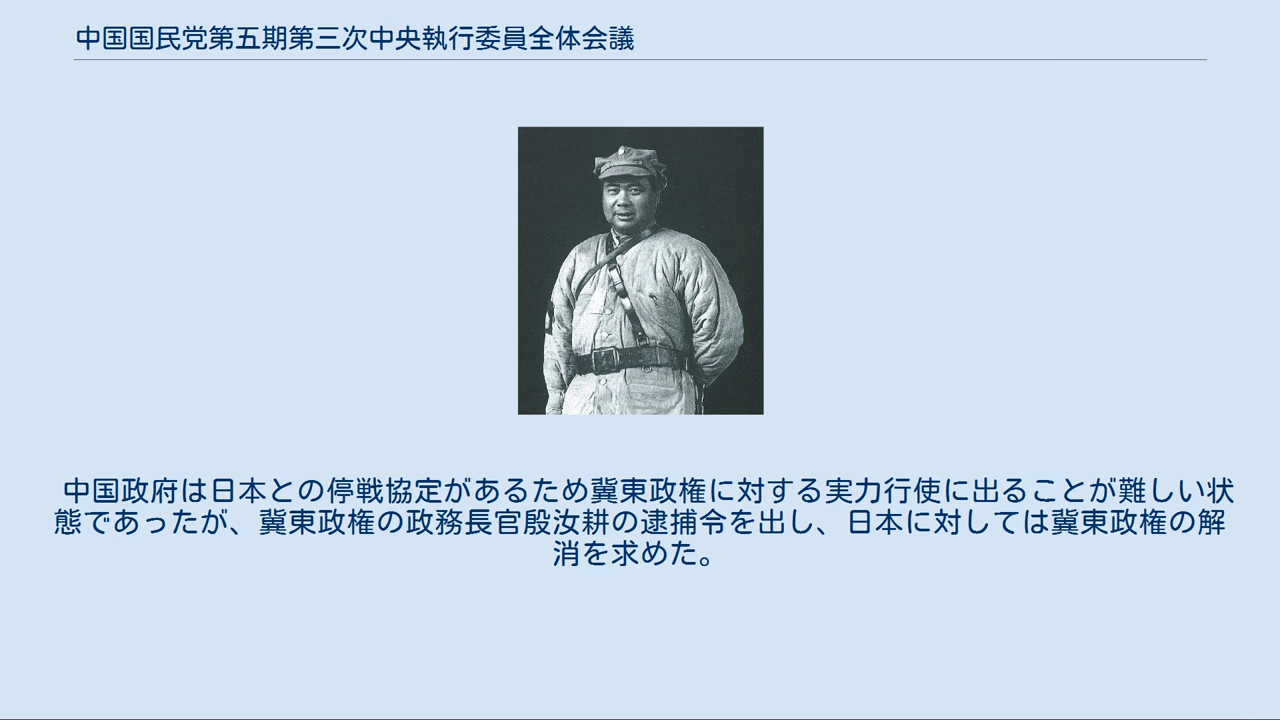 中国国民党第五期第三次中央執行委員全体会議
中国政府は日本との停戦協定があるため冀東政権に対する実力行使に出ることが難しい状
態であったが、冀東政権の政務長官殷汝耕の逮捕令を出し、日本に対しては冀東政権の解
消を求めた。